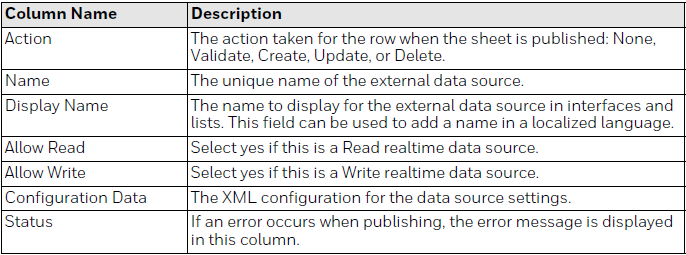 Column Name Description
Action The action taken for the row when the sheet is published: None,
Validate, Create, Update, or Delete.
Name The unique name of the external data source.
Display Name The name to display for the external data source in interfaces and
lists. This field can be used to add a name in a localized language.
Allow Read Select yes if this is a Read realtime data source.
Allow Write Select yes if this is a Write realtime data source.
Configuration Data The XML configuration for the data source settings.
Status If an error occurs when publishing, the error message is displayed
in this column.